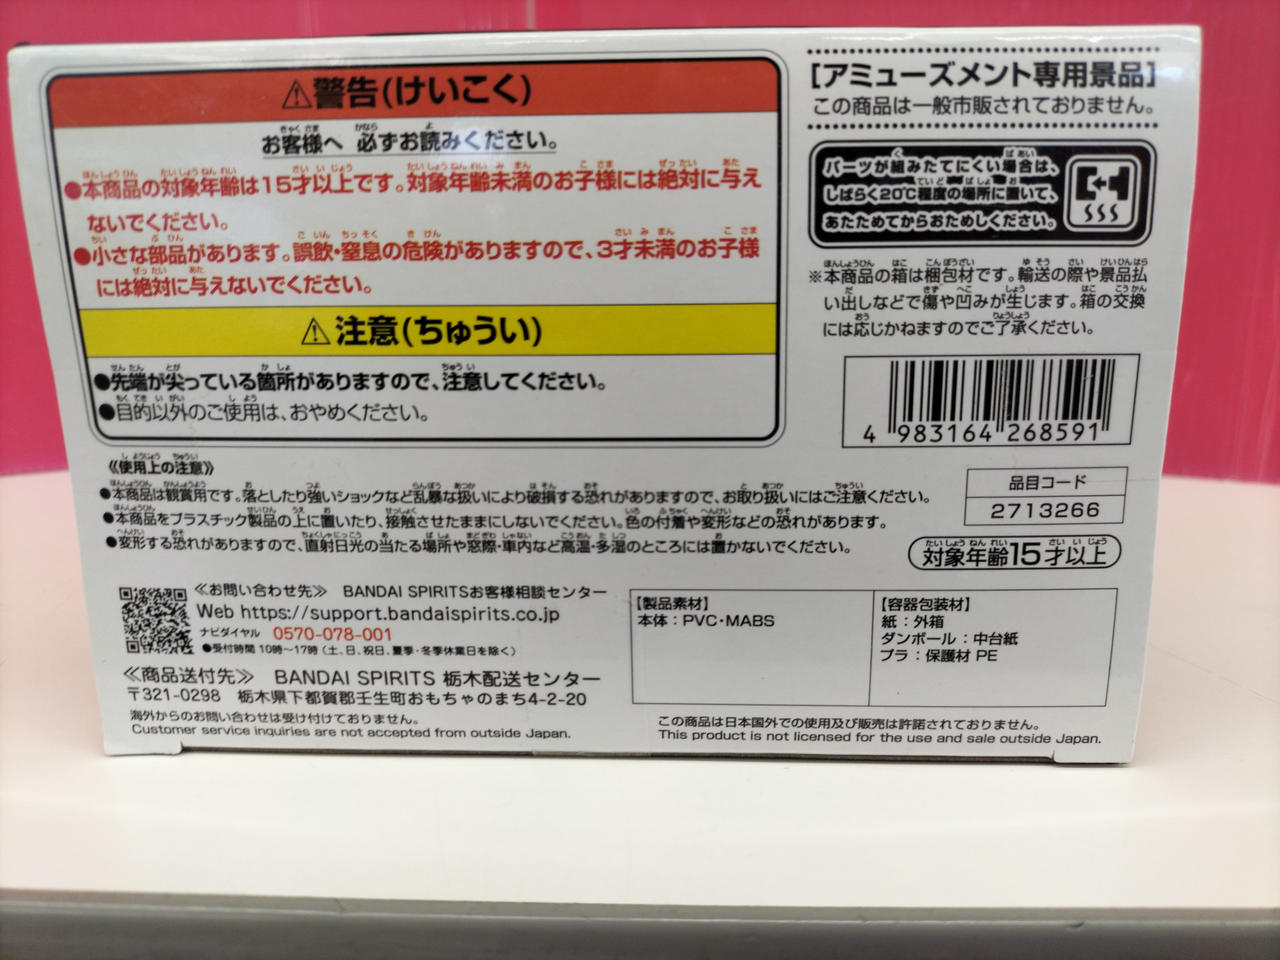 ⚠警告(けいこく)
お客様へ 必ずお読みください。
●本商品の対象年齢は15才以上です。対象年齢未満のお子様には絶対に与え
ないでください。
●小さな部品があります。誤飲・窒息の危険がありますので、3才未満のお子様
には絶対に与えないでください。
⚠注意(ちゅうい)
●先端が尖っている箇所がありますので、注意してください。
●目的以外のご使用は、おやめください。
《使用上の注意》
●本商品は観賞用です。落としたり強いショックなど乱暴な扱いにより破損する恐れがありますので、お取り扱いにはご注意ください。
●本商品をプラスチック製品の上に置いたり、接触させたままにしないでください。色の付着や変形などの恐れがあります。
●変形する恐れがありますので、直射日光の当たる場所や窓際・車内など高温・多湿のところには置かないでください。
≪お問い合わせ先≫ BANDAI SPIRITSお客様相談センター
Web https://support.bandaispirits.co.jp
ナビダイヤル 0570-078-001
●受付時間 10時～17時(土、日、祝日、夏季・冬季休業日を除く)
≪商品送付先≫ BANDAI SPIRITS 栃木配送センター
〒321-0298 栃木県下都賀郡壬生町おもちゃのまち4-2-20
海外からのお問い合わせは受け付けておりません。
Customer service inquiries are not accepted from outside Japan.
[アミューズメント専用景品]
この商品は一般市販されておりません。
パーツが組みたてにくい場合は、
しばらく20℃程度の場所に置いて、
あたためてからおためしください。
※本商品の箱は梱包材です。輸送の際や景品払
い出しなどで傷や凹みが生じます。箱の交換
には応じかねますのでご了承ください。
4 983164 268591
品目コード
2713266
対象年齢15才以上
【製品素材】
本体：PVC・MABS
【容器包装材】
紙：外箱
ダンボール：中台紙
プラ：保護材 PE
この商品は日本国外での使用及び販売は許諾されておりません。
This product is not licensed for the use and sale outside Japan.